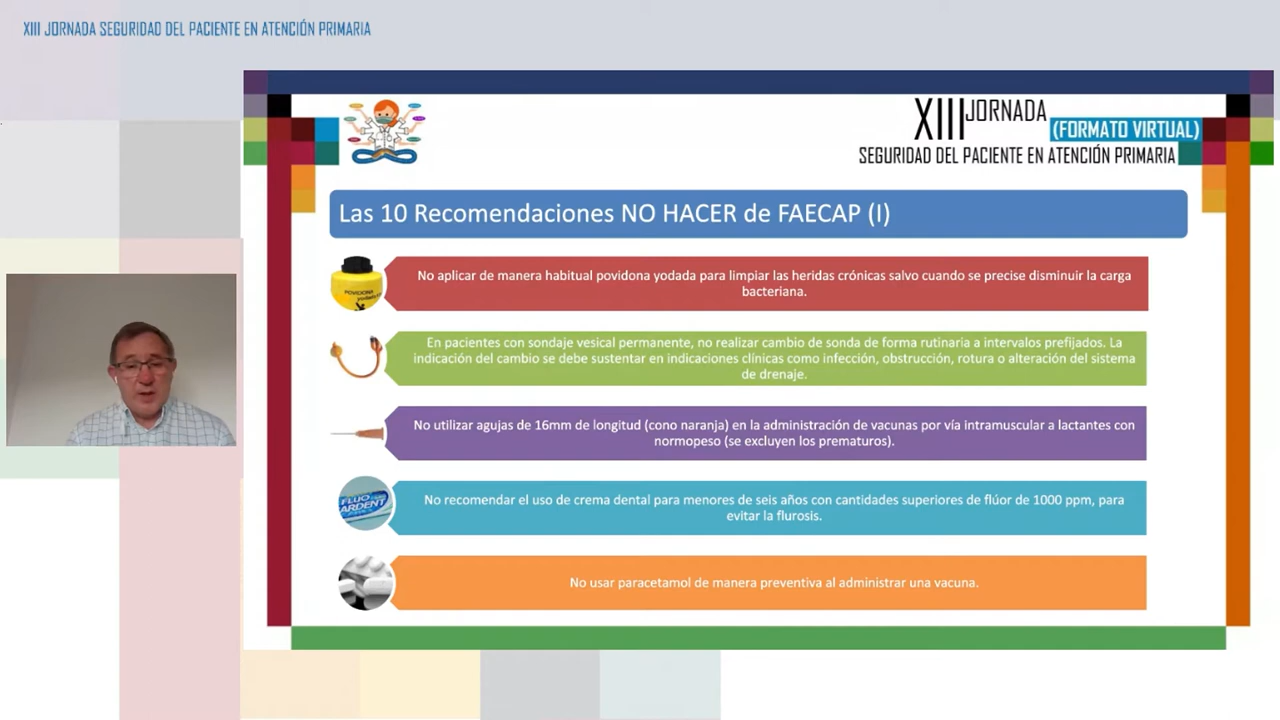 XIII JORNADA SEGURIDAD DEL PACIENTE EN ATENCIÓN PRIMARIA
XIII JORNADA
(FORMATO VIRTUAL)
SEGURIDAD DEL PACIENTE EN ATENCIÓN PRIMARIA
Las 10 Recomendaciones NO HACER de FAECAP (I)
No aplicar de manera habitual povidona yodada para limpiar las heridas crónicas salvo cuando se precise disminuir la carga
bacteriana.
POVIDONA
En pacientes con sondaje vesical permanente, no realizar cambio de sonda de forma rutinaria a intervalos prefijados. La
indicación del cambio se debe sustentar en indicaciones clínicas como infección, obstrucción, rotura o alteración del sistema
de drenaje.
No utilizar agujas de 16mm de longitud (cono naranja) en la administración de vacunas por vía intramuscular a lactantes con
normopeso (se excluyen los prematuros).
FLUO
ARDENT
No recomendar el uso de crema dental para menores de seis años con cantidades superiores de flúor de 1000 ppm, para
evitar la flurosis.
No usar paracetamol de manera preventiva al administrar una vacuna.